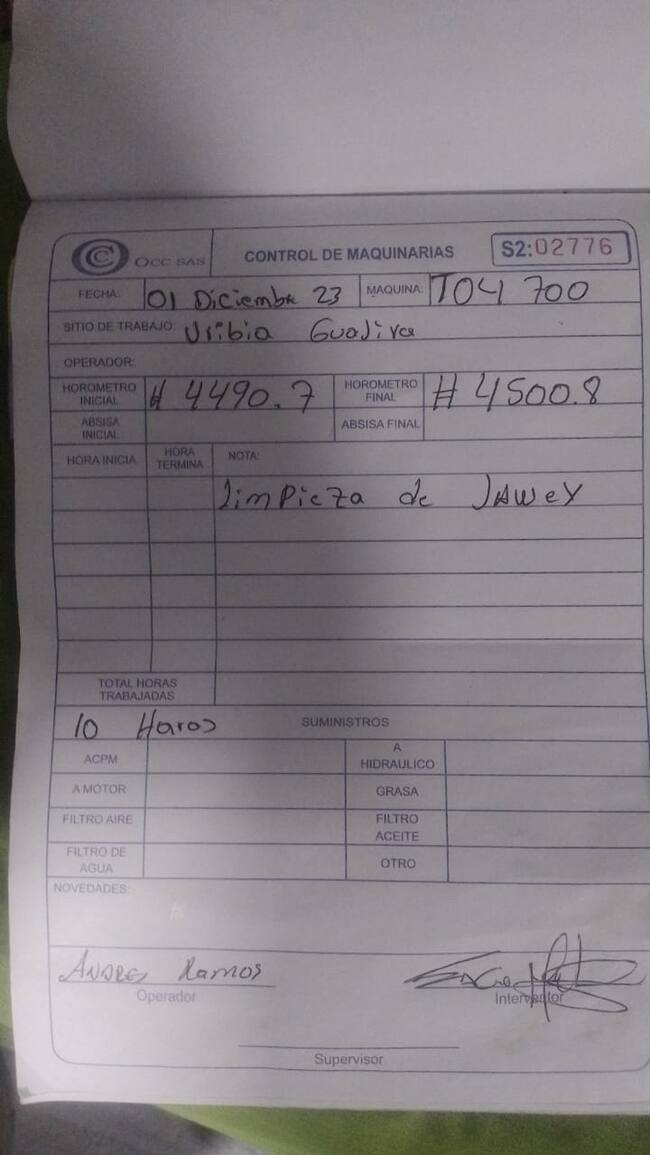 OCC SAS CONTROL DE MAQUINARIAS S2:02776
FECHA: 01 Diciembre 23 MAQUINA: TO4 700
SITIO DE TRABAJO: Uribia Guajira
OPERADOR:
HOROMETRO INICIAL # 4490.7 HOROMETRO FINAL # 4500.8
ABSISA INICIAL ABSISA FINAL
HORA INICIA HORA TERMINA NOTA:
limpieza de JAWEY
TOTAL HORAS TRABAJADAS
10 Horas SUMINISTROS
ACPM A HIDRAULICO
A MOTOR GRASA
FILTRO AIRE FILTRO ACEITE
FILTRO DE AGUA OTRO
NOVEDADES:
ANDRES Ramos
Operador Interventor
Supervisor